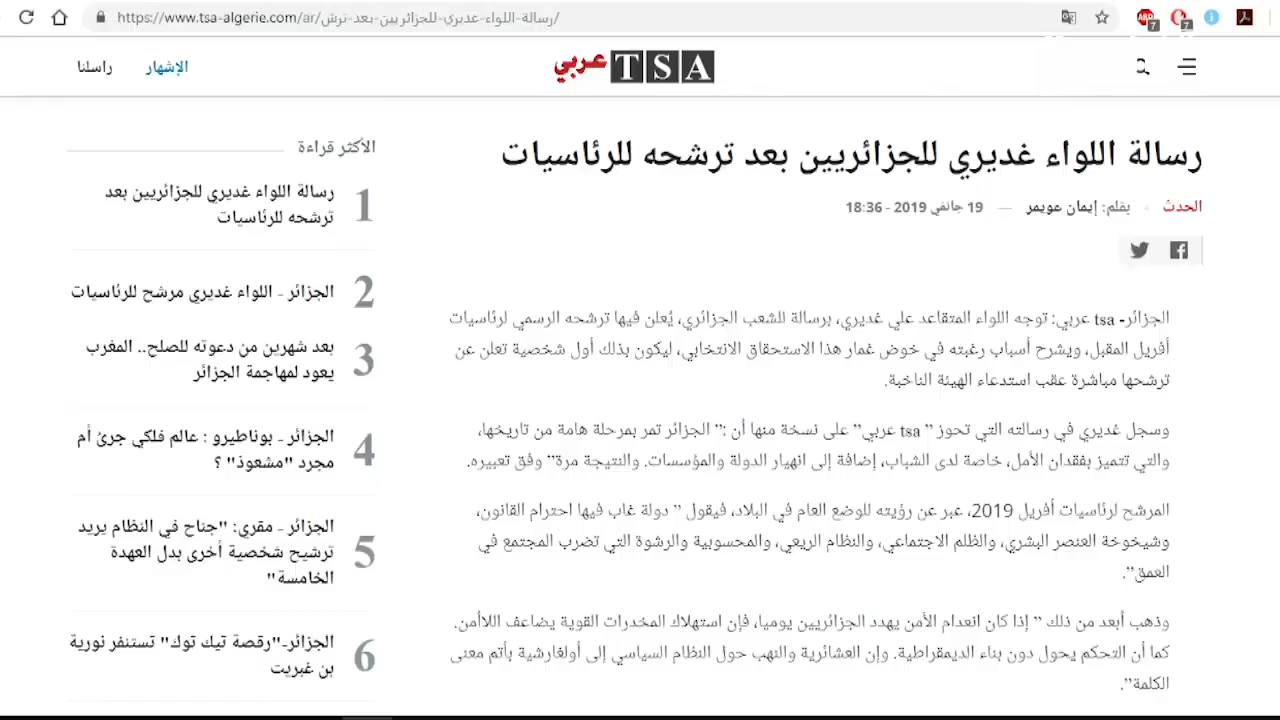 https://www.tsa-algerie.com/ar/رسالة-اللواء-غديري-للجزائريين-بعد-ترش/
7
7
عربي TSA
الإشهار
راسلنا
رسالة اللواء غديري للجزائريين بعد ترشحه للرئاسيات
الحدث
بقلم: إيمان عويمر — 19 جانفي 2019 - 18:36
الجزائر- tsa عربي: توجه اللواء المتقاعد علي غديري، برسالة للشعب الجزائري، يُعلن فيها ترشحه الرسمي لرئاسيات
أفريل المقبل، ويشرح أسباب رغبته في خوض غمار هذا الاستحقاق الانتخابي، ليكون بذلك أول شخصية تعلن عن
ترشحها مباشرة عقب استدعاء الهيئة الناخبة.
وسجل غديري في رسالته التي تحوز ” tsa عربي” على نسخة منها أن :” الجزائر تمر بمرحلة هامة من تاريخها،
والتي تتميز بفقدان الأمل، خاصة لدى الشباب، إضافة إلى انهيار الدولة والمؤسسات. والنتيجة مرة” وفق تعبيره.
المرشح لرئاسيات أفريل 2019، عبر عن رؤيته للوضع العام في البلاد، فيقول ” دولة غاب فيها احترام القانون،
وشيخوخة العنصر البشري، والظلم الاجتماعي، والنظام الريعي، والمحسوبية والرشوة التي تضرب المجتمع في
العمق”.
وذهب أبعد من ذلك ” إذا كان انعدام الأمن يهدد الجزائريين يوميا، فإن استهلاك المخدرات القوية يضاعف اللاأمن.
كما أن التحكم يحول دون بناء الديمقراطية. وإن العشائرية والنهب حول النظام السياسي إلى أولغارشية بأتم معنى
الكلمة”.
الأكثر قراءة
1
رسالة اللواء غديري للجزائريين بعد
ترشحه للرئاسيات
2
الجزائر – اللواء غديري مرشح للرئاسيات
3
بعد شهرين من دعوته للصلح.. المغرب
يعود لمهاجمة الجزائر
4
الجزائر – بوناطيرو : عالم فلكي جرئ أم
مجرد "مشعوذ" ؟
5
الجزائر – مقري: "جناح في النظام يريد
ترشيح شخصية أخرى بدل العهدة
الخامسة"
6
الجزائر-"رقصة تيك توك" تستنفر نورية
بن غبريت